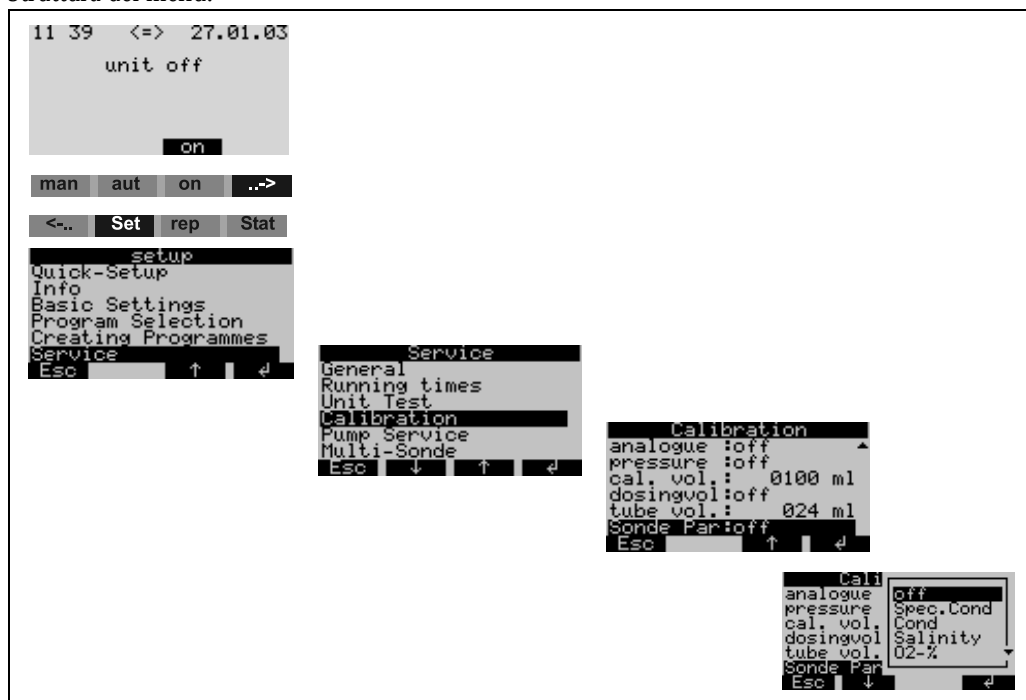 11 39 <=> 27.01.03
unit off
on
man aut on ..->
<-.. Set rep Stat
setup
Quick-Setup
Info
Basic Settings
Program Selection
Creating Programmes
Service
Esc ↑ ↲
Service
General
Running times
Unit Test
Calibration
Pump Service
Multi-Sonde
Esc ↓ ↑ ↲
Calibration
analogue :off
pressure :off
cal. vol.: 0100 ml
dosingvol:off
tube vol.: 024 ml
Sonde Par:off
Esc ↑ ↲
Cali
analogue off
pressure Spec.Cond
cal. vol. Cond
dosingvol Salinity
tube vol. O2-%
Sonde Par
Esc ↓ ↲